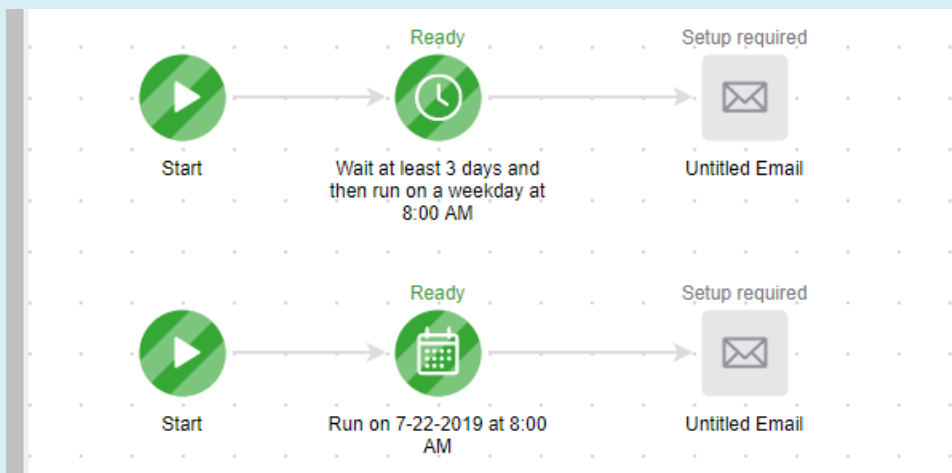 Ready
Setup required
Start
Wait at least 3 days and
then run on a weekday at
8:00 AM
Untitled Email
Ready
Setup required
Start
Run on 7-22-2019 at 8:00
AM
Untitled Email